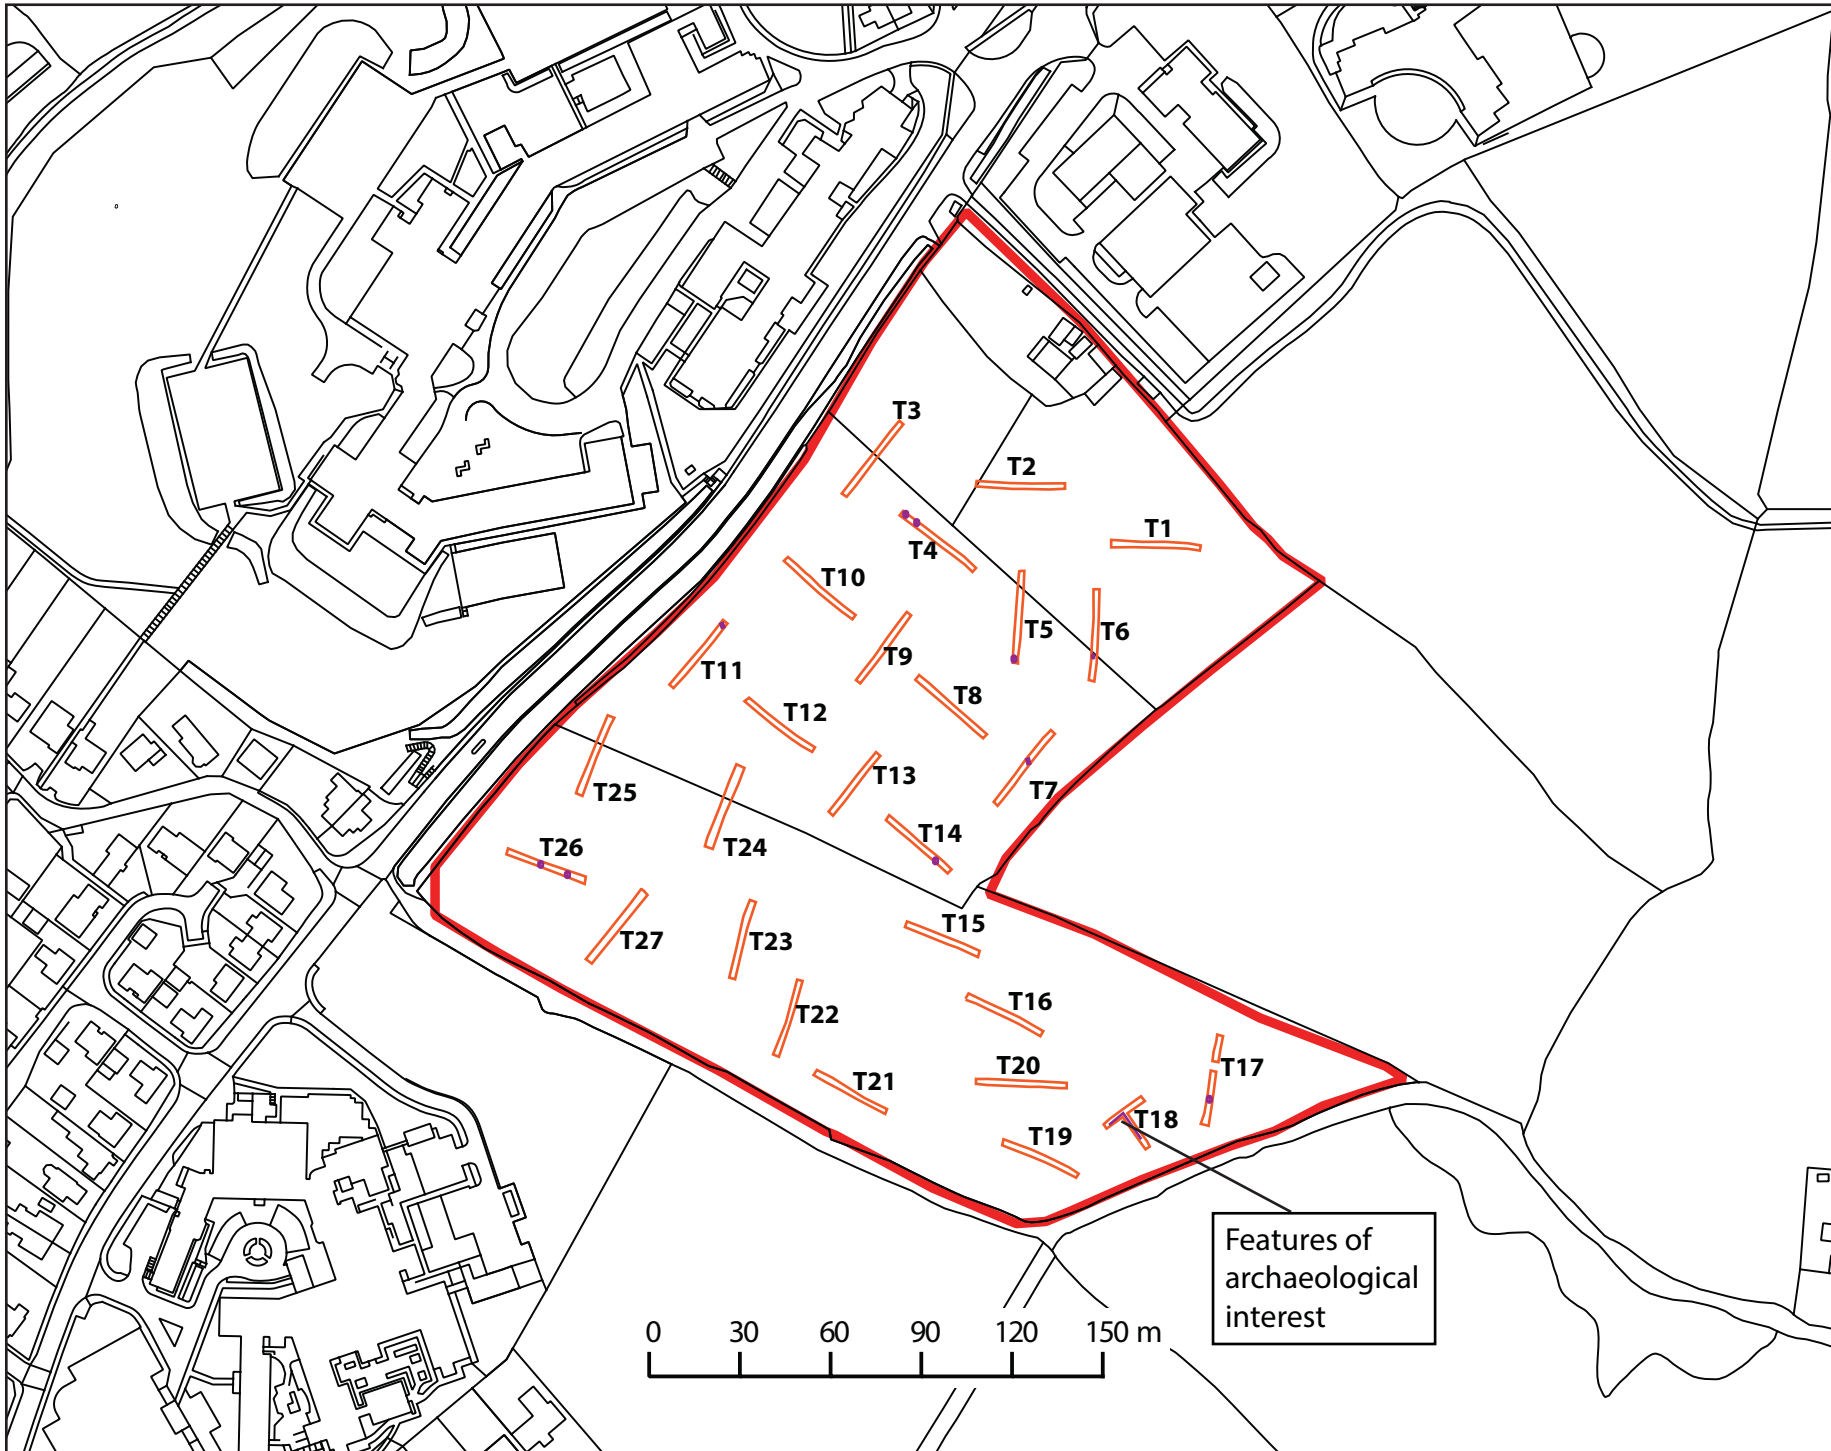 T3
T2
T1
T4
T10
T5
T6
T9
T11
T8
T12
T13
T7
T25
T14
T24
T26
T15
T27
T23
T16
T22
T17
T20
T21
T18
T19
Features of
archaeological
interest
0 30 60 90 120 150 m